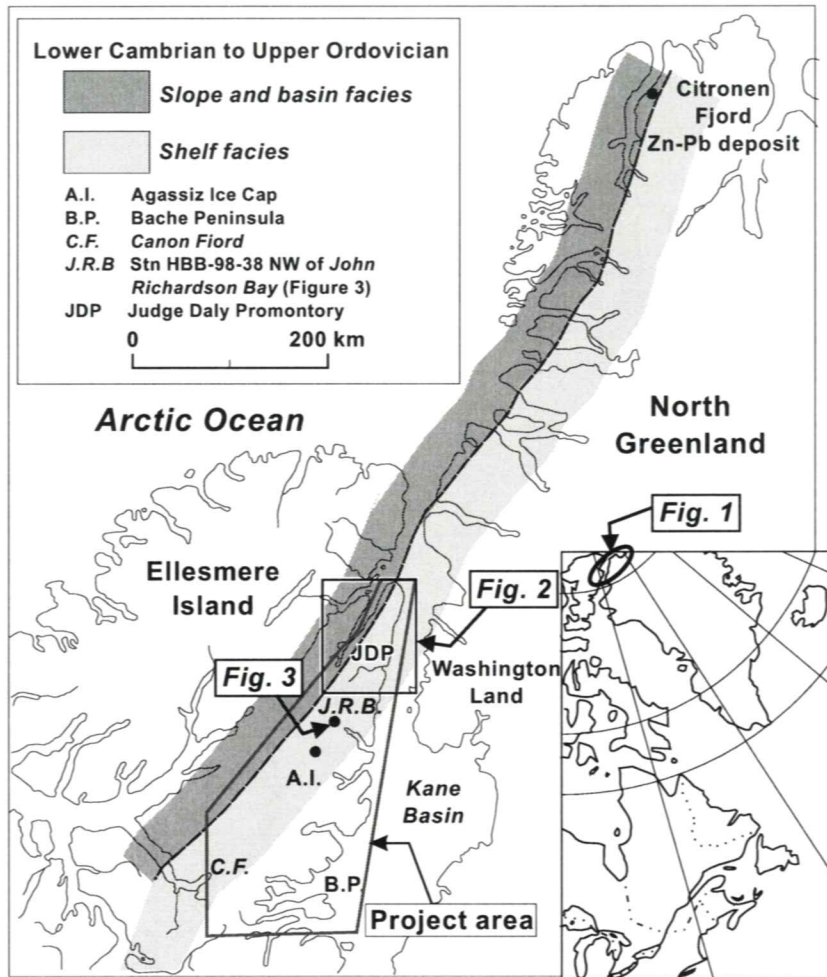 Lower Cambrian to Upper Ordovician
Slope and basin facies
Shelf facies
A.I. Agassiz Ice Cap
B.P. Bache Peninsula
C.F. Canon Fiord
J.R.B Stn HBB-98-38 NW of John
Richardson Bay (Figure 3)
JDP Judge Daly Promontory
0 200 km
Citronen
Fjord
Zn-Pb deposit
Arctic Ocean
North
Greenland
Fig. 1
Ellesmere
Island
Fig. 2
JDP
Washington
Land
Fig. 3
J.R.B.
A.I.
Kane
Basin
C.F.
B.P.
Project area